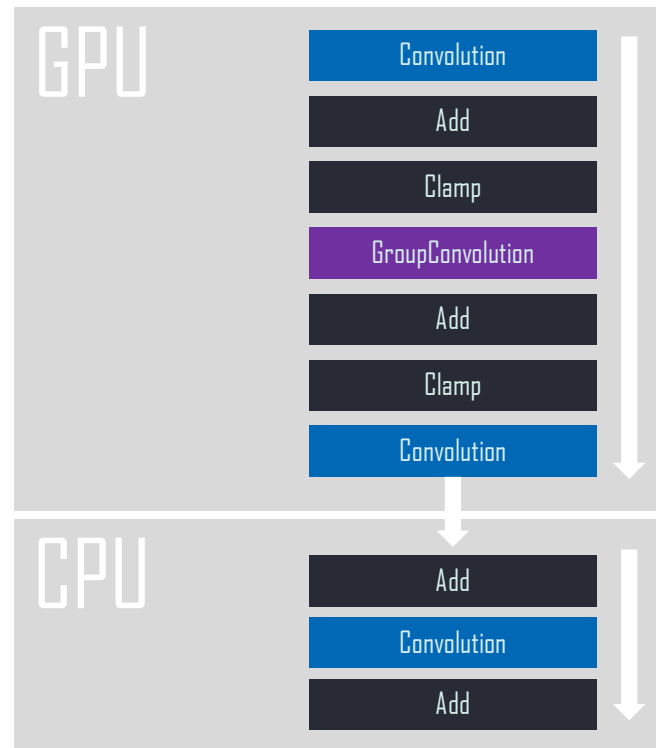 GPU
Convolution
Add
Clamp
GroupConvolution
Add
Clamp
Convolution
CPU
Add
Convolution
Add